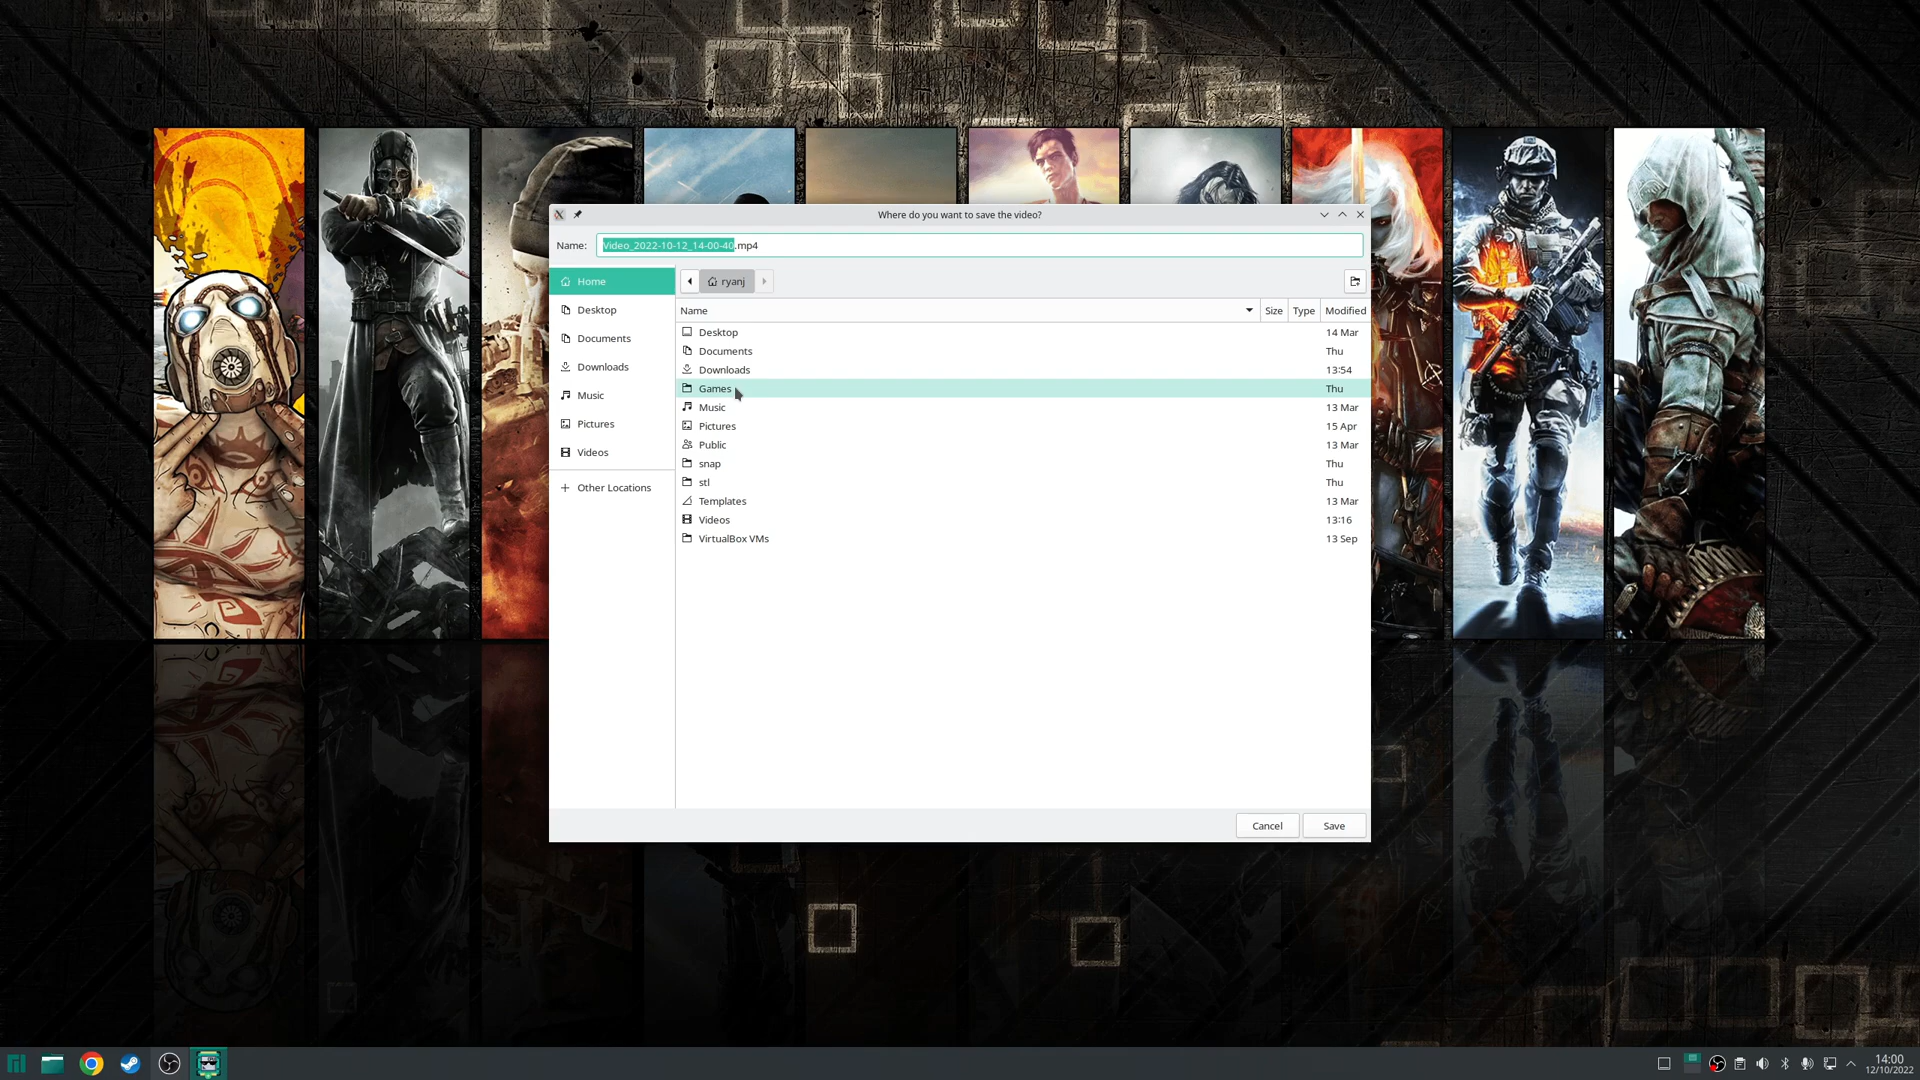 Where do you want to save the video?
Name: Video_2022-10-12_14-00-40.mp4
Home
Desktop
Documents
Downloads
Music
Pictures
Videos
Other Locations
ryanj
Name Size Type Modified
Desktop 14 Mar
Documents Thu
Downloads 13:54
Games Thu
Music 13 Mar
Pictures 15 Apr
Public 13 Mar
snap Thu
stl Thu
Templates 13 Mar
Videos 13:16
VirtualBox VMs 13 Sep
Cancel Save
14:00
12/10/2022